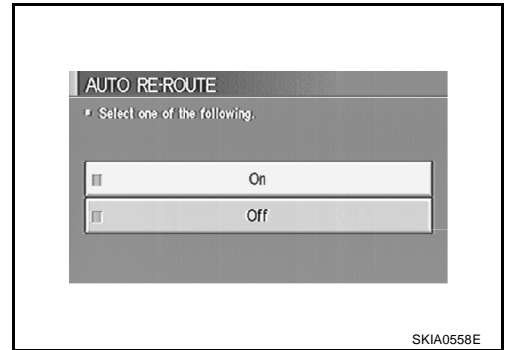 AUTO RE-ROUTE
Select one of the following.
On
Off
SKIA0558E